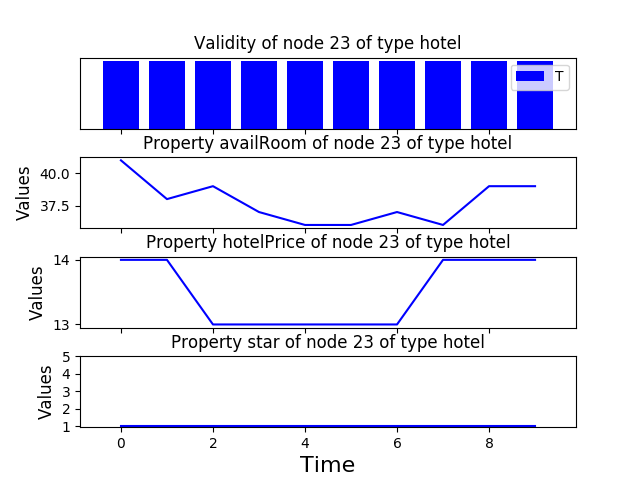 Validity of node 23 of type hotel
T
Property availRoom of node 23 of type hotel
40.0
37.5
Values
Property hotelPrice of node 23 of type hotel
14
13
Values
Property star of node 23 of type hotel
5
4
3
2
1
Values
0 2 4 6 8
Time